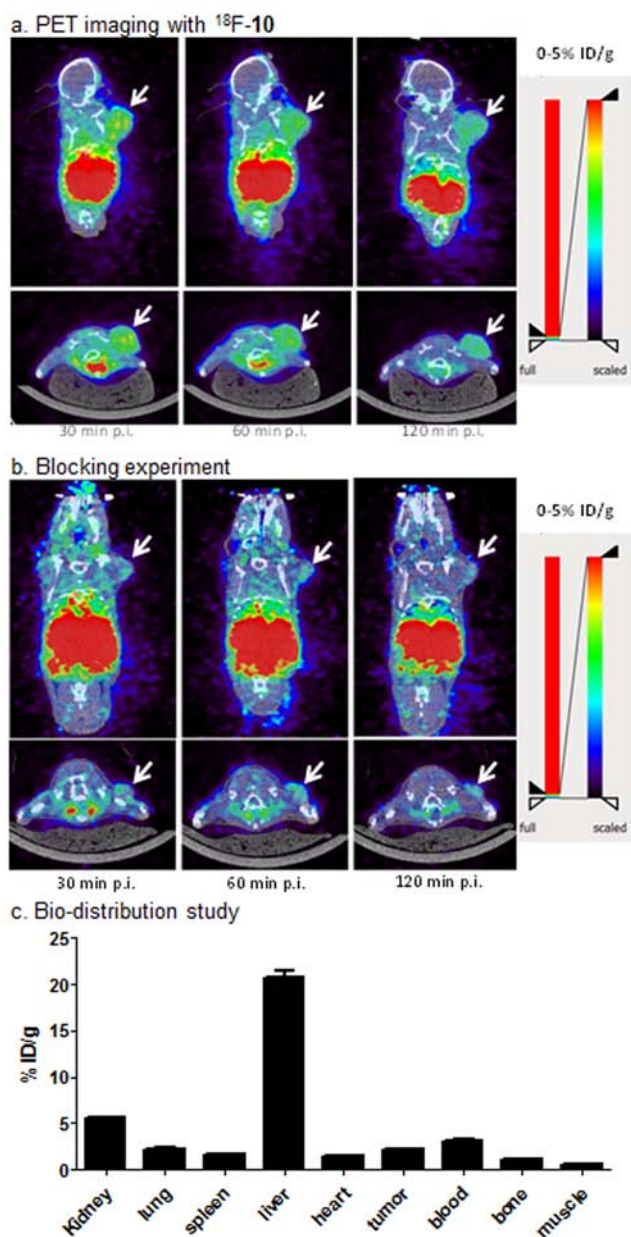 a. PET imaging with ¹⁸F-10
0-5% ID/g
full scaled
30 min p.i. 60 min p.i. 120 min p.i.
b. Blocking experiment
0-5% ID/g
full scaled
30 min p.i. 60 min p.i. 120 min p.i.
c. Bio-distribution study
25
20
15
10
5
0
% ID/g
Kidney lung spleen liver heart tumor blood bone muscle